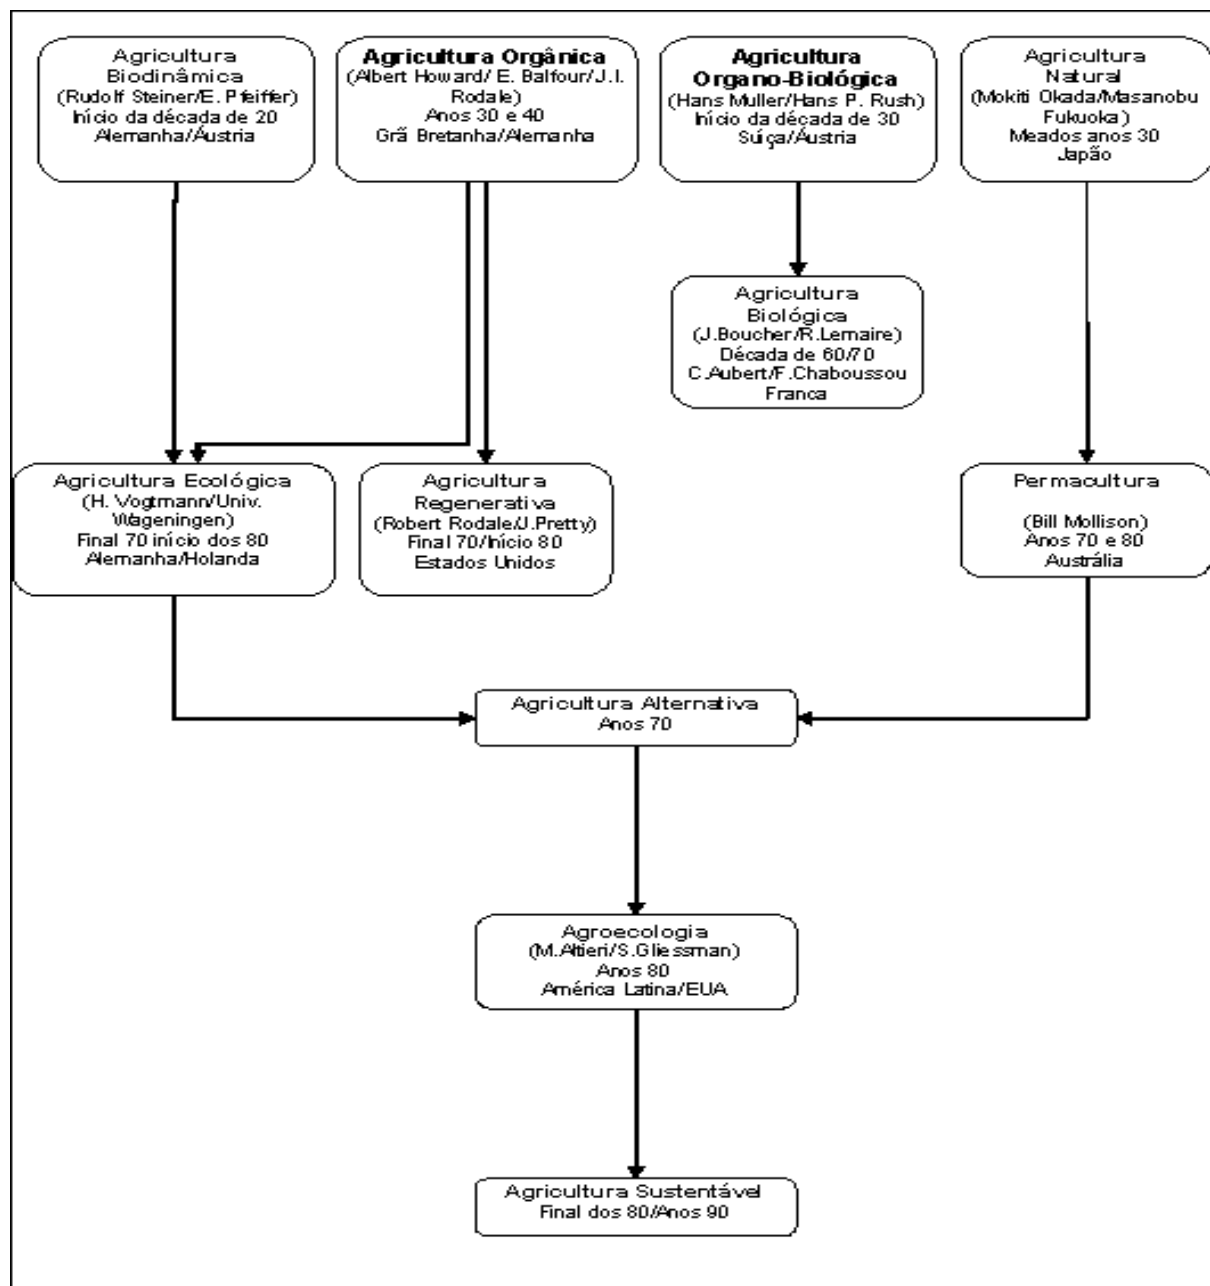 Agricultura
Biodinâmica
(Rudolf Steiner/E. Pfeiffer)
Início da década de 20
Alemanha/Áustria
Agricultura Orgânica
(Albert Howard/ E. Balfour/J.I.
Rodale)
Anos 30 e 40
Grã Bretanha/Alemanha
Agricultura
Organo-Biológica
(Hans Muller/Hans P. Rush)
Início da década de 30
Suíça/Áustria
Agricultura
Natural
(Mokiti Okada/Masanobu
Fukuoka)
Meados anos 30
Japão
Agricultura
Biológica
(J.Boucher/R.Lemaire)
Década de 60/70
C.Aubert/F.Chaboussou
Franca
Agricultura Ecológica
(H. Vogtmann/Univ.
Wageningen)
Final 70 início dos 80
Alemanha/Holanda
Agricultura
Regenerativa
(Robert Rodale/J.Pretty)
Final 70/Início 80
Estados Unidos
Permacultura
(Bill Mollison)
Anos 70 e 80
Austrália
Agricultura Alternativa
Anos 70
Agroecologia
(M.Altieri/S.Gliessman)
Anos 80
América Latina/EUA
Agricultura Sustentável
Final dos 80/Anos 90